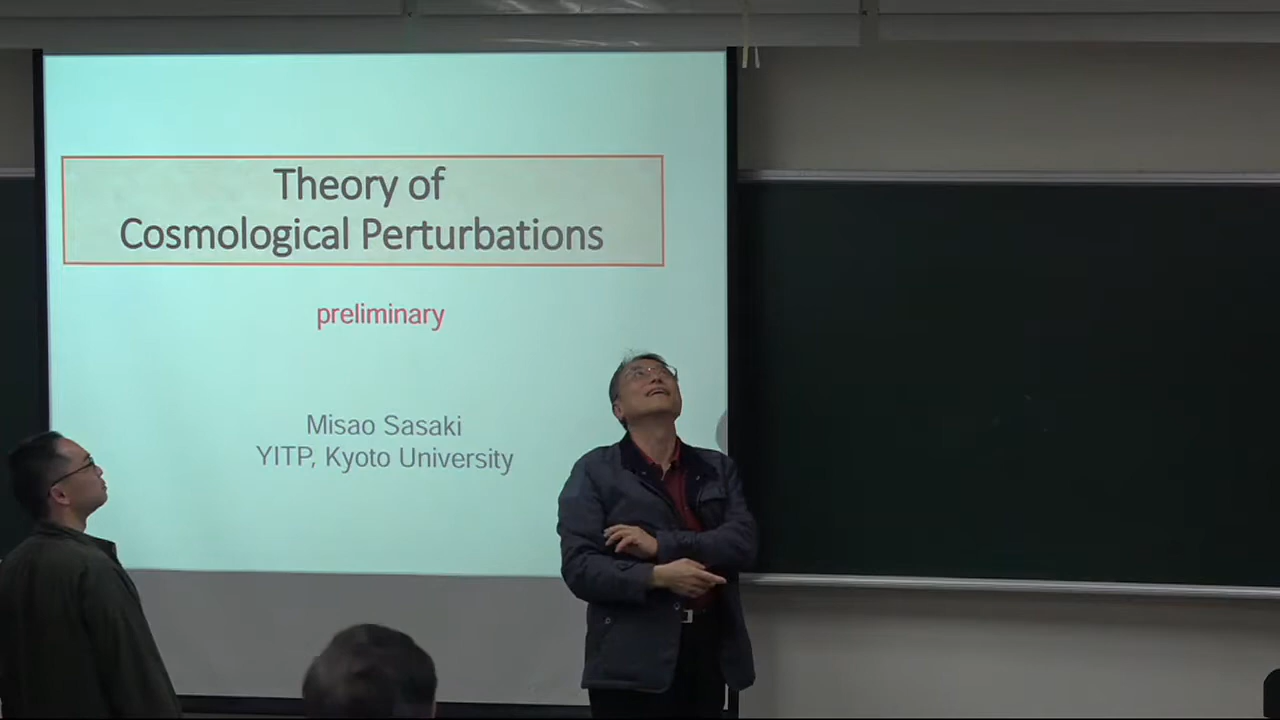 Theory of
Cosmological Perturbations
preliminary
Misao Sasaki
YITP, Kyoto University